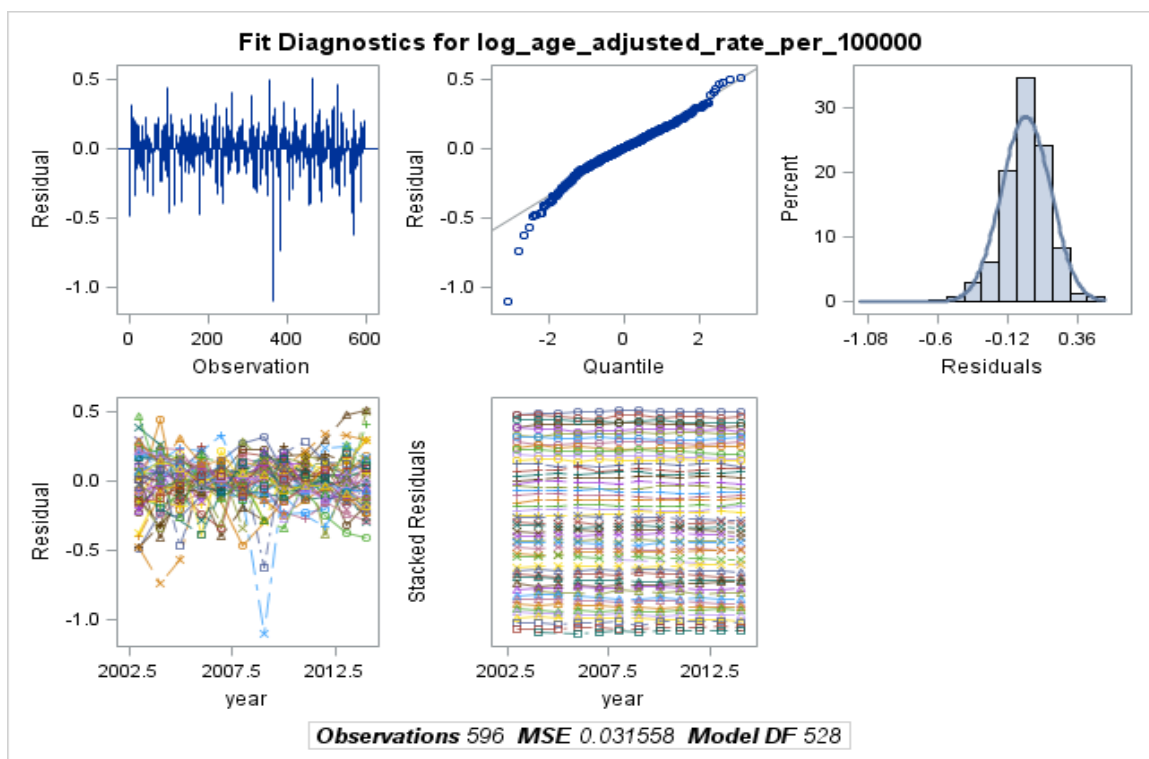 Fit Diagnostics for log_age_adjusted_rate_per_100000
0.5
0.0
-0.5
-1.0
Residual
0 200 400 600
Observation
0.5
0.0
-0.5
-1.0
Residual
-2 0 2
Quantile
30
20
10
0
Percent
-1.08 -0.6 -0.12 0.36
Residuals
0.5
0.0
-0.5
-1.0
Residual
2002.5 2007.5 2012.5
year
Stacked Residuals
2002.5 2007.5 2012.5
year
Observations 596 MSE 0.031558 Model DF 528